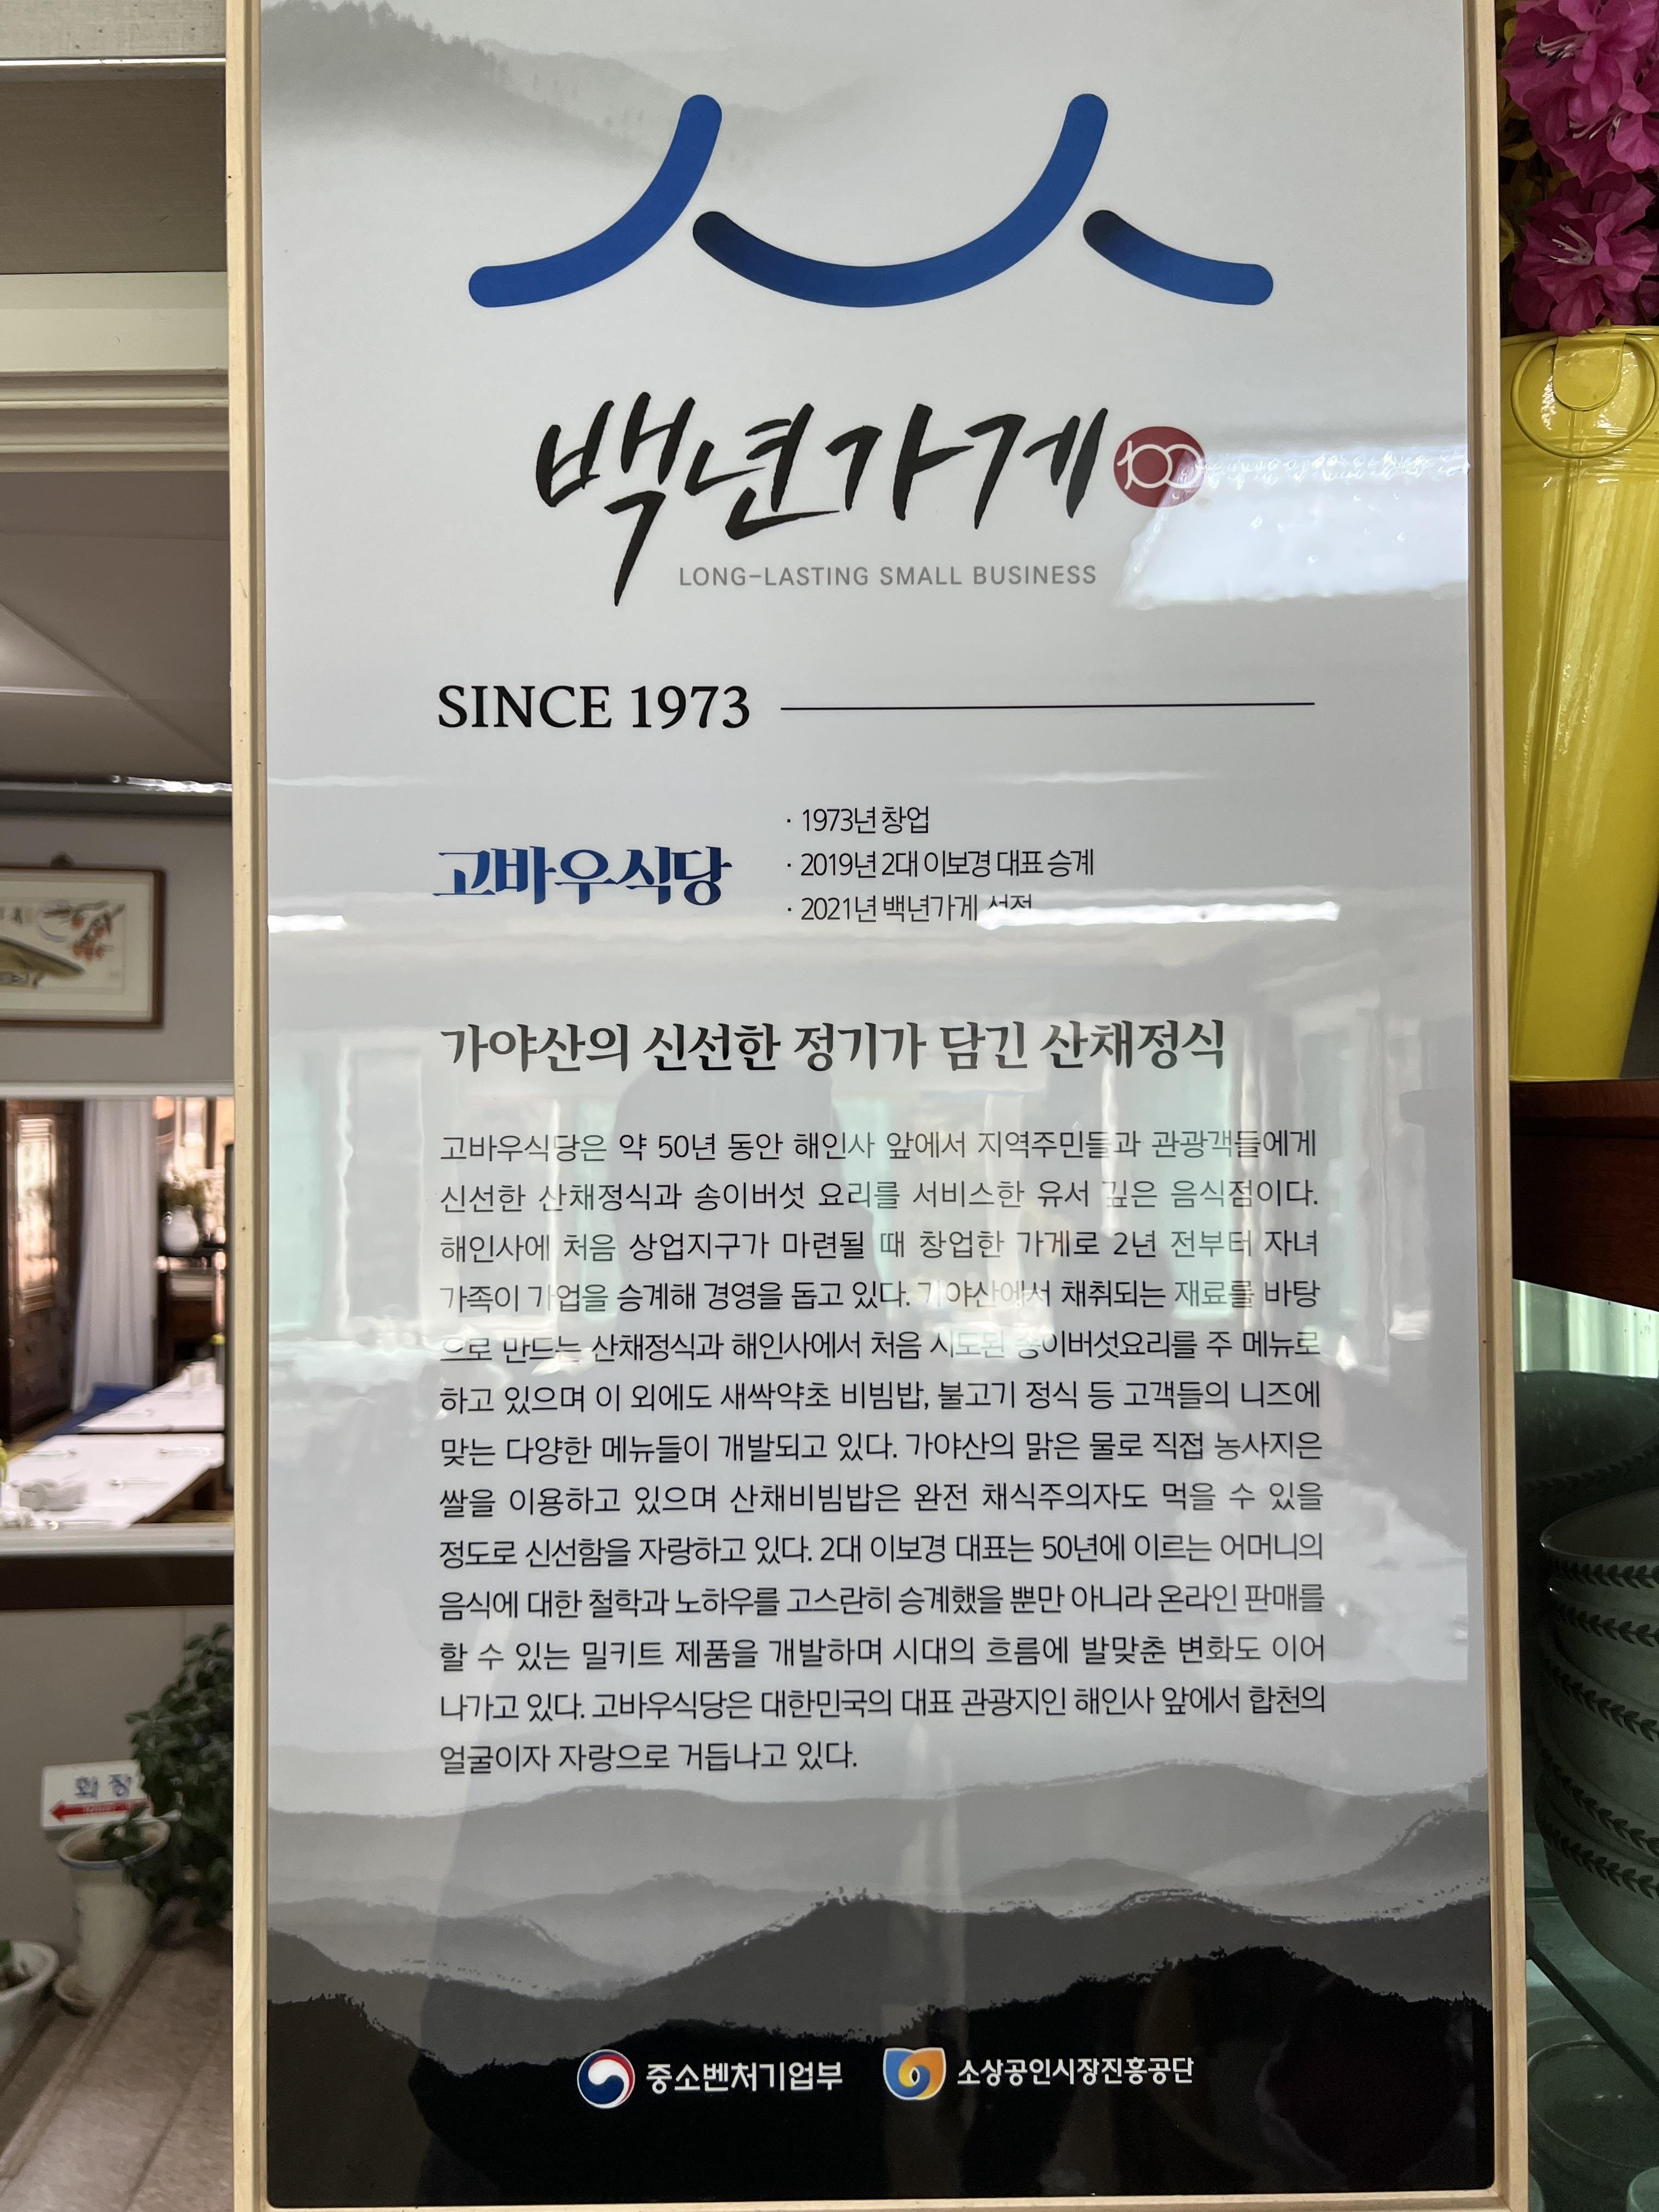 백년가게 100
LONG-LASTING SMALL BUSINESS
SINCE 1973
고바우식당
· 1973년 창업
· 2019년 2대 이보경 대표 승계
· 2021년 백년가게 선정
가야산의 신선한 정기가 담긴 산채정식
고바우식당은 약 50년 동안 해인사 앞에서 지역주민들과 관광객들에게
신선한 산채정식과 송이버섯 요리를 서비스한 유서 깊은 음식점이다.
해인사에 처음 상업지구가 마련될 때 창업한 가게로 2년 전부터 자녀
가족이 가업을 승계해 경영을 돕고 있다. 가야산에서 채취되는 재료를 바탕
으로 만드는 산채정식과 해인사에서 처음 시도된 송이버섯요리를 주 메뉴로
하고 있으며 이 외에도 새싹약초 비빔밥, 불고기 정식 등 고객들의 니즈에
맞는 다양한 메뉴들이 개발되고 있다. 가야산의 맑은 물로 직접 농사지은
쌀을 이용하고 있으며 산채비빔밥은 완전 채식주의자도 먹을 수 있을
정도로 신선함을 자랑하고 있다. 2대 이보경 대표는 50년에 이르는 어머니의
음식에 대한 철학과 노하우를 고스란히 승계했을 뿐만 아니라 온라인 판매를
할 수 있는 밀키트 제품을 개발하며 시대의 흐름에 발맞춘 변화도 이어
나가고 있다. 고바우식당은 대한민국의 대표 관광지인 해인사 앞에서 합천의
얼굴이자 자랑으로 거듭나고 있다.
화장
중소벤처기업부
소상공인시장진흥공단